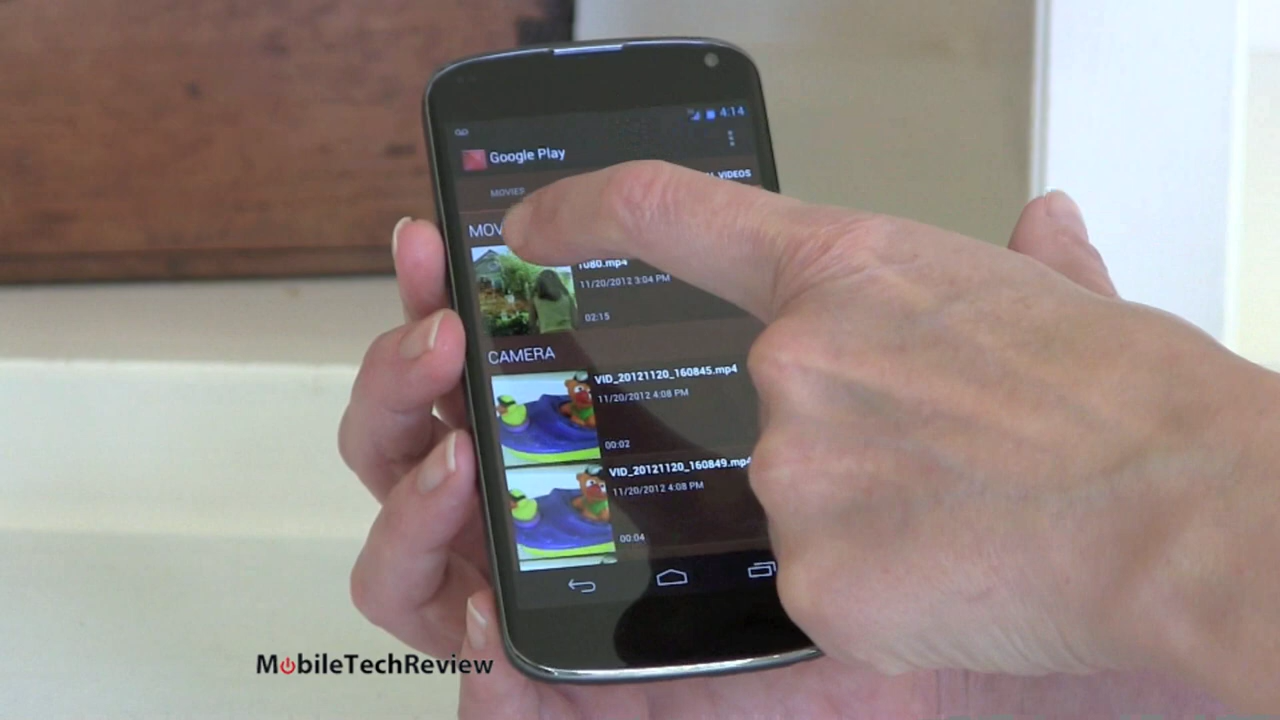 4:14
Google Play
MOVIES
VIDEOS
MOV
1080.mp4
11/20/2012 3:04 PM
02:15
CAMERA
VID_20121120_160845.mp4
11/20/2012 4:08 PM
00:02
VID_20121120_160849.mp4
11/20/2012 4:08 PM
00:04
MobileTechReview